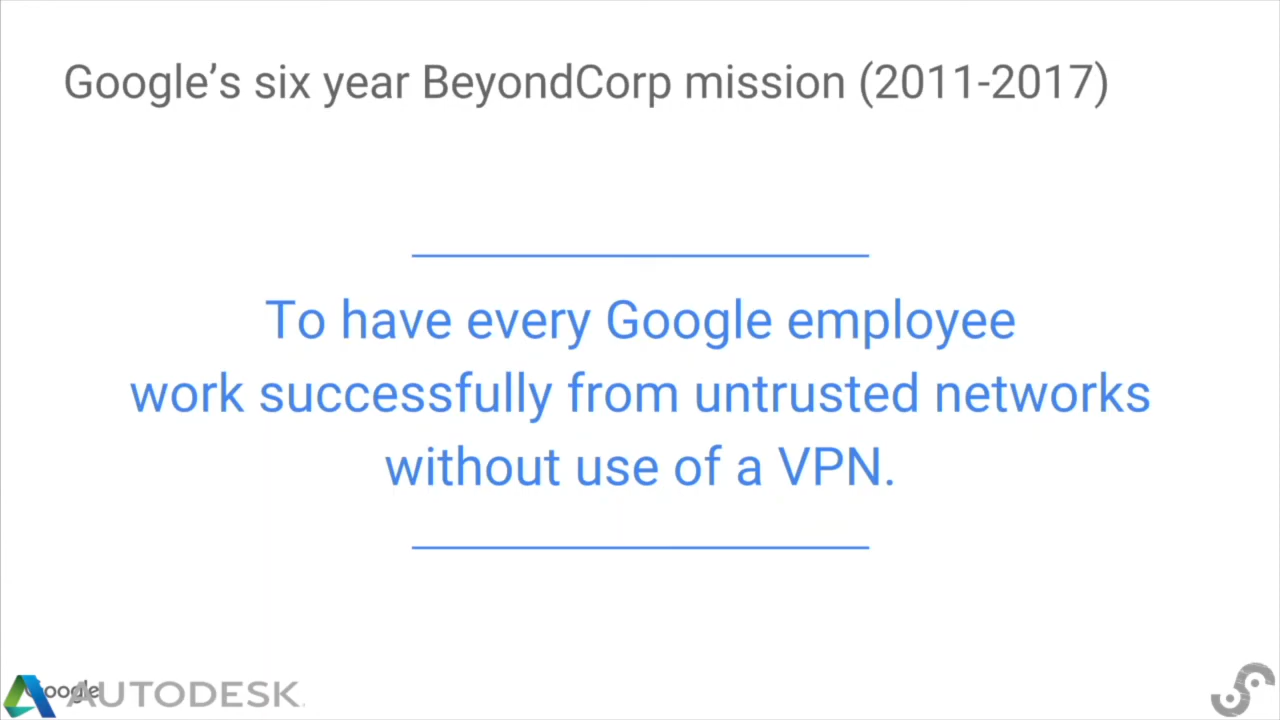 Google’s six year BeyondCorp mission (2011-2017)
To have every Google employee
work successfully from untrusted networks
without use of a VPN.
Google
AUTODESK.